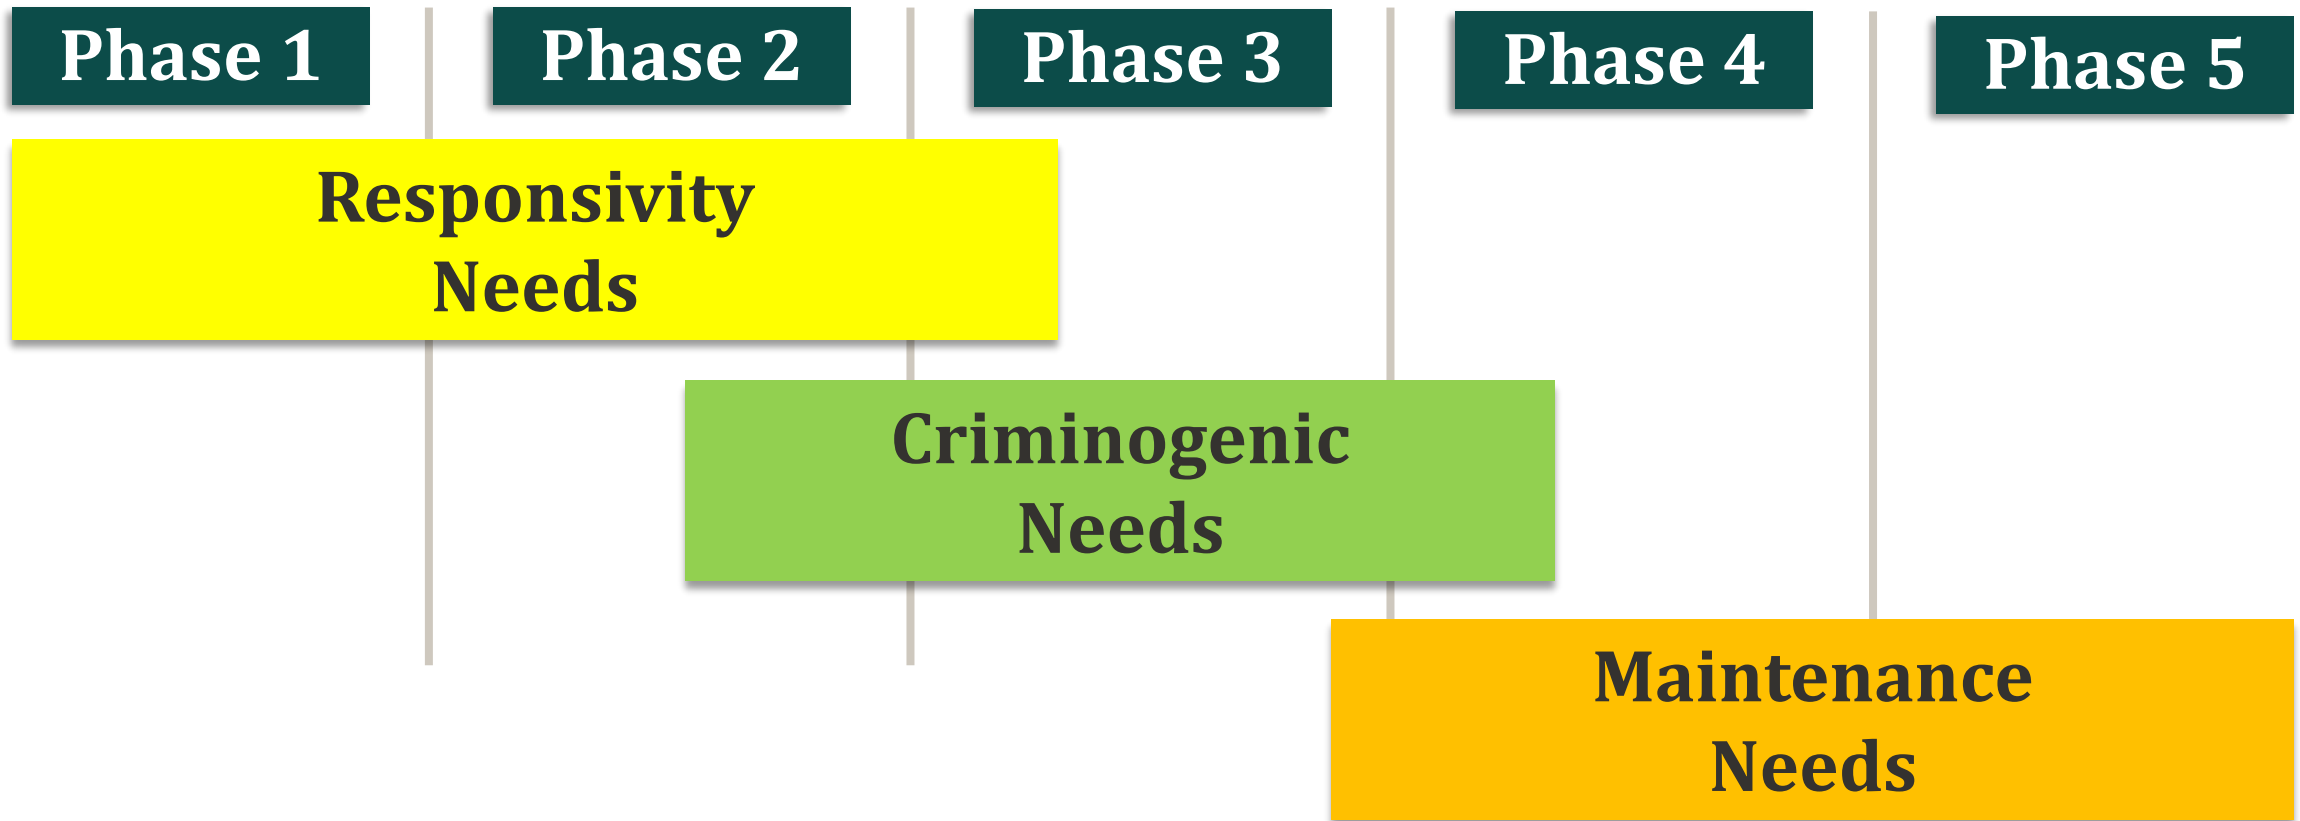 Phase 1
Phase 2
Phase 3
Phase 4
Phase 5
Responsivity
Needs
Criminogenic
Needs
Maintenance
Needs